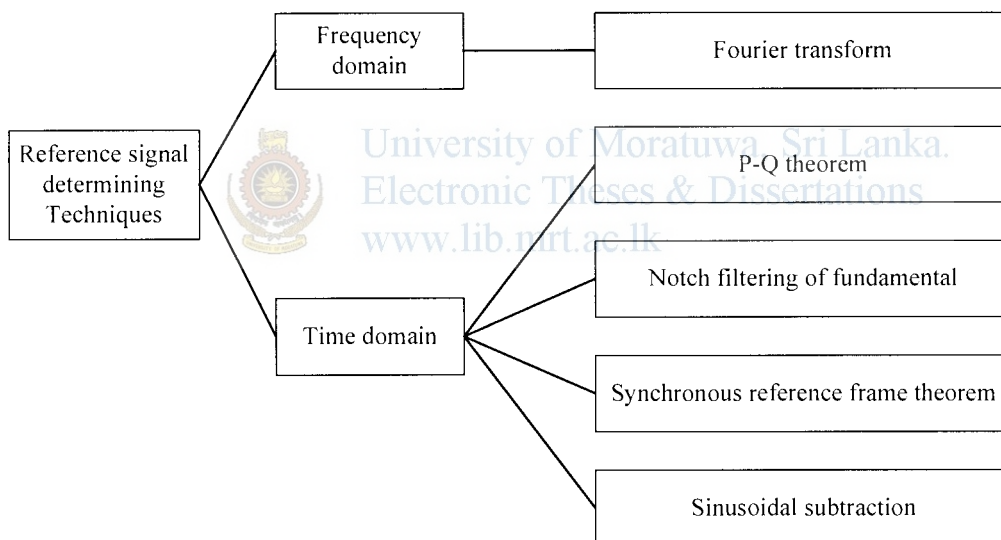 Frequency
domain
Fourier transform
Reference signal
determining
Techniques
University of Moratuwa, Sri Lanka.
Electronic Theses & Dissertations
www.lib.mrt.ac.lk
P-Q theorem
Notch filtering of fundamental
Time domain
Synchronous reference frame theorem
Sinusoidal subtraction